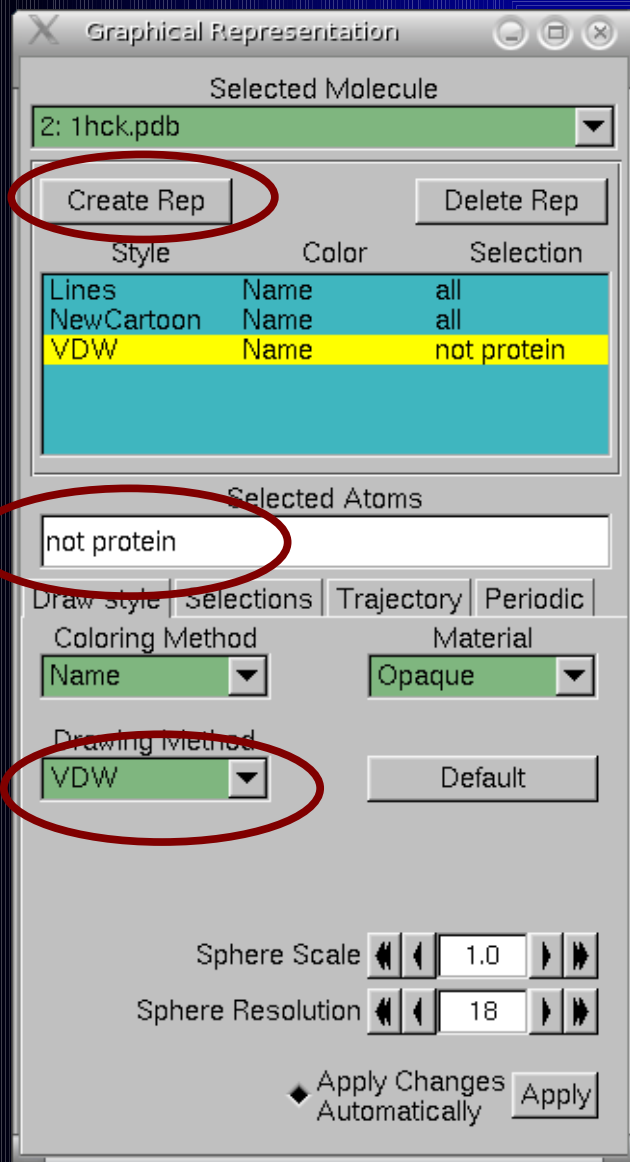 Graphical Representation
Selected Molecule
2: 1hck.pdb
Create Rep Delete Rep
Style Color Selection
Lines Name all
NewCartoon Name all
VDW Name not protein
Selected Atoms
not protein
Draw style Selections Trajectory Periodic
Coloring Method Material
Name Opaque
Drawing Method
VDW Default
Sphere Scale 1.0
Sphere Resolution 18
Apply Changes
Automatically Apply